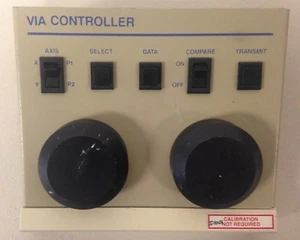 VIA CONTROLLER
AXIS SELECT DATA COMPARE TRANSMIT
X P1 ON
Y P2 OFF
CALIBRATION
NOT REQUIRED